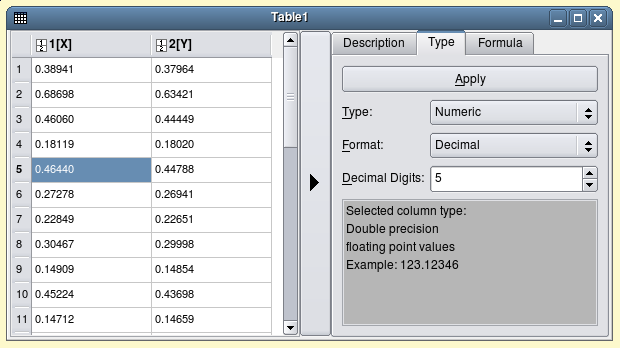 Table1
1[X] 2[Y]
1 0.38941 0.37964
2 0.68698 0.63421
3 0.46060 0.44449
4 0.18119 0.18020
5 0.46440 0.44788
6 0.27278 0.26941
7 0.22849 0.22651
8 0.30467 0.29998
9 0.14909 0.14854
10 0.45224 0.43698
11 0.14712 0.14659
Description Type Formula
Apply
Type: Numeric
Format: Decimal
Decimal Digits: 5
Selected column type:
Double precision
floating point values
Example: 123.12346